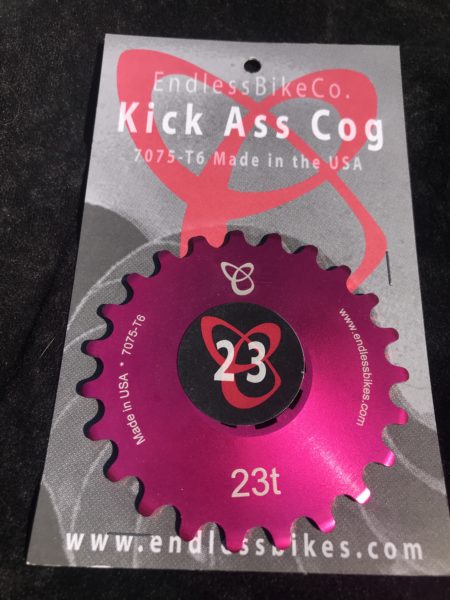 EndlessBikeCo.
Kick Ass Cog
7075-T6 Made in the USA
Made in USA * 7075-T6
www.endlessbikes.com
23
23t
www.endlessbikes.com